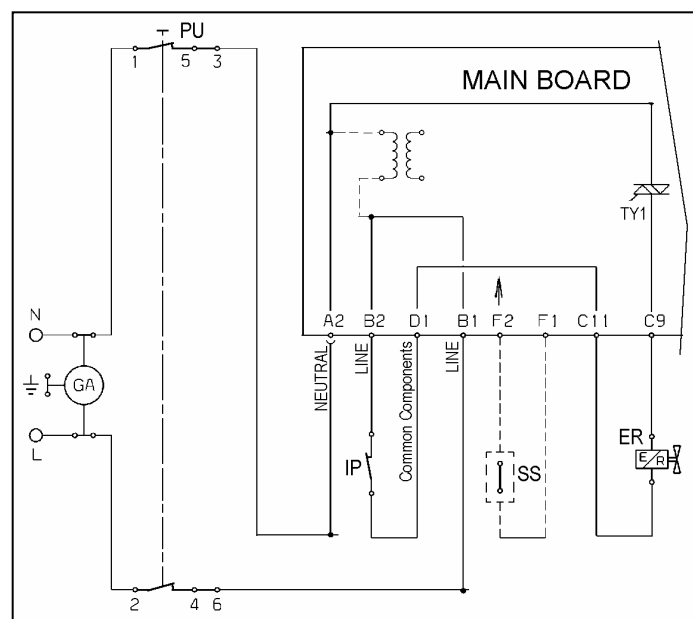 PU
1 5 3
MAIN BOARD
TY1
N
A2 B2 D1 B1 F2 F1 C11 C9
NEUTRAL
LINE
Common Components
LINE
GA
L
IP
SS
ER
E/R
2 4 6